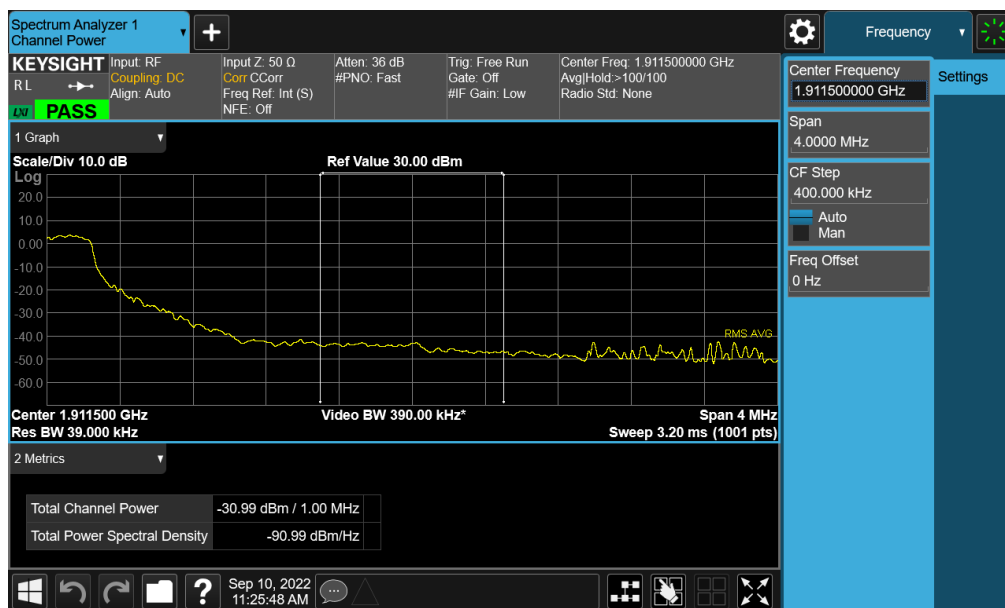 Spectrum Analyzer 1
Channel Power
+
Frequency
KEYSIGHT
R L
LXI
PASS
Input: RF
Coupling: DC
Align: Auto
Input Z: 50 Ω
Corr CCorr
Freq Ref: Int (S)
NFE: Off
Atten: 36 dB
#PNO: Fast
Trig: Free Run
Gate: Off
#IF Gain: Low
Center Freq: 1.911500000 GHz
Avg|Hold:>100/100
Radio Std: None
Center Frequency
1.911500000 GHz
Settings
Span
4.0000 MHz
CF Step
400.000 kHz
Auto
Man
Freq Offset
0 Hz
1 Graph
Scale/Div 10.0 dB
Ref Value 30.00 dBm
Log
20.0
10.0
0.00
-10.0
-20.0
-30.0
-40.0
-50.0
-60.0
RMS AVG
Center 1.911500 GHz
Video BW 390.00 kHz*
Span 4 MHz
Res BW 39.000 kHz
Sweep 3.20 ms (1001 pts)
2 Metrics
Total Channel Power
-30.99 dBm / 1.00 MHz
Total Power Spectral Density
-90.99 dBm/Hz
?
Sep 10, 2022
11:25:48 AM